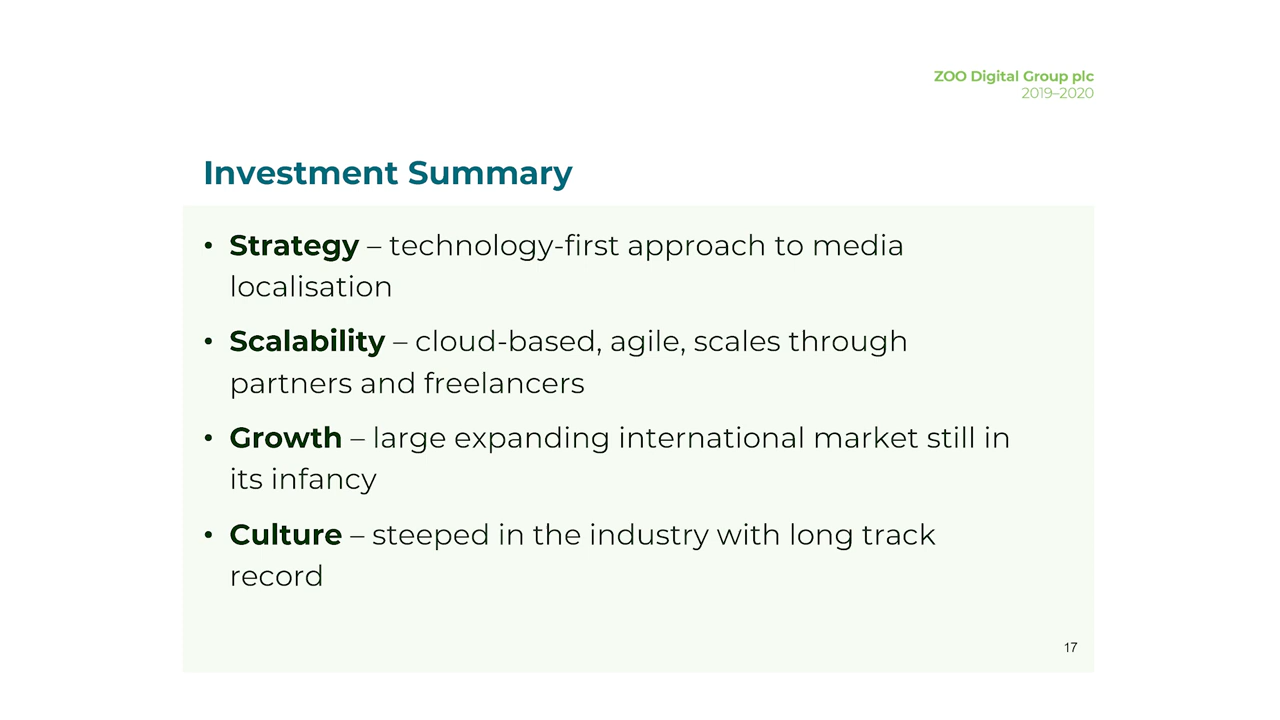 ZOO Digital Group plc
2019–2020
Investment Summary
• Strategy – technology-first approach to media
localisation
• Scalability – cloud-based, agile, scales through
partners and freelancers
• Growth – large expanding international market still in
its infancy
• Culture – steeped in the industry with long track
record
17